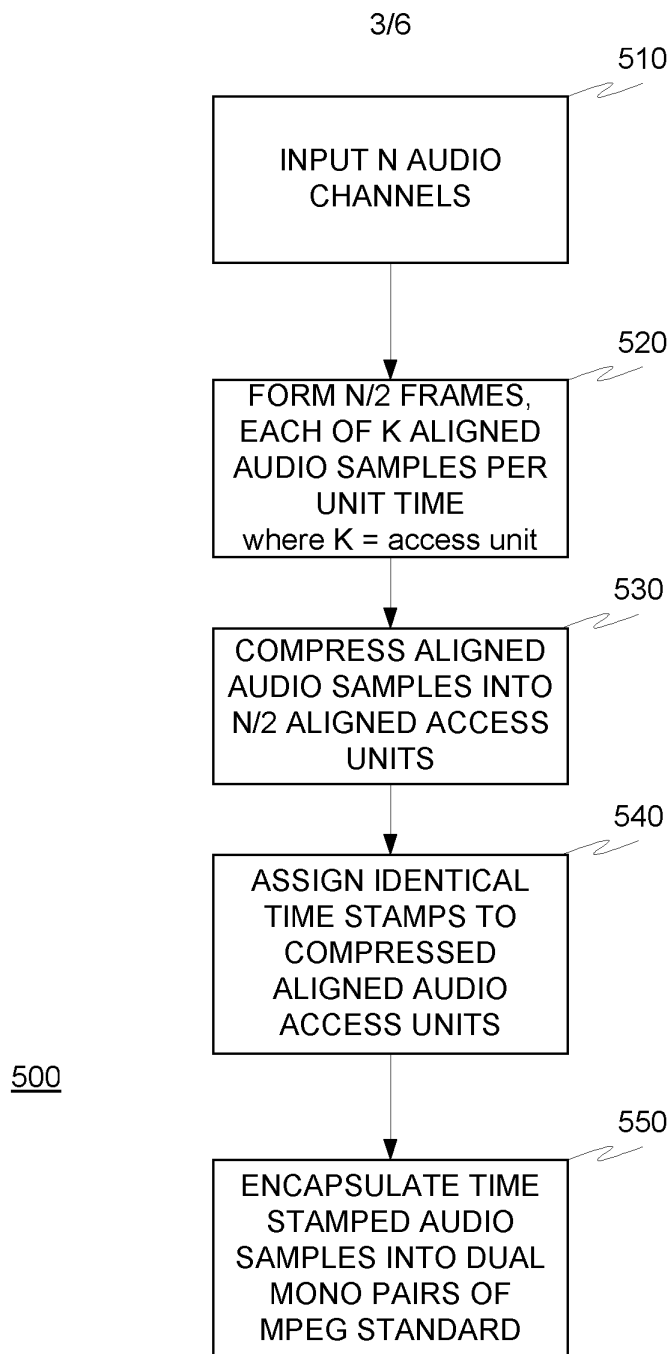 3/6
510
INPUT N AUDIO
CHANNELS
520
FORM N/2 FRAMES,
EACH OF K ALIGNED
AUDIO SAMPLES PER
UNIT TIME
where K = access unit
530
COMPRESS ALIGNED
AUDIO SAMPLES INTO
N/2 ALIGNED ACCESS
UNITS
540
ASSIGN IDENTICAL
TIME STAMPS TO
COMPRESSED
ALIGNED AUDIO
ACCESS UNITS
500
550
ENCAPSULATE TIME
STAMPED AUDIO
SAMPLES INTO DUAL
MONO PAIRS OF
MPEG STANDARD